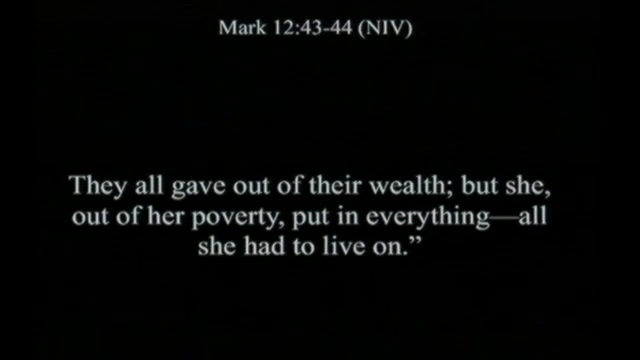 Mark 12:43-44 (NIV)
They all gave out of their wealth; but she,
out of her poverty, put in everything—all
she had to live on.”